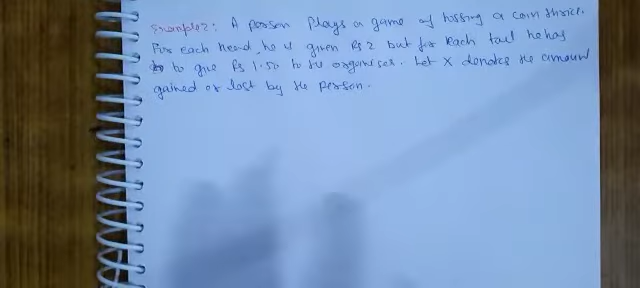 Example 2: A person plays a game of tossing a coin thrice.
For each head, he is given Rs 2 but for each tail he has
to give Rs 1.50 to the organiser. Let X denotes the amount
gained or lost by the person.